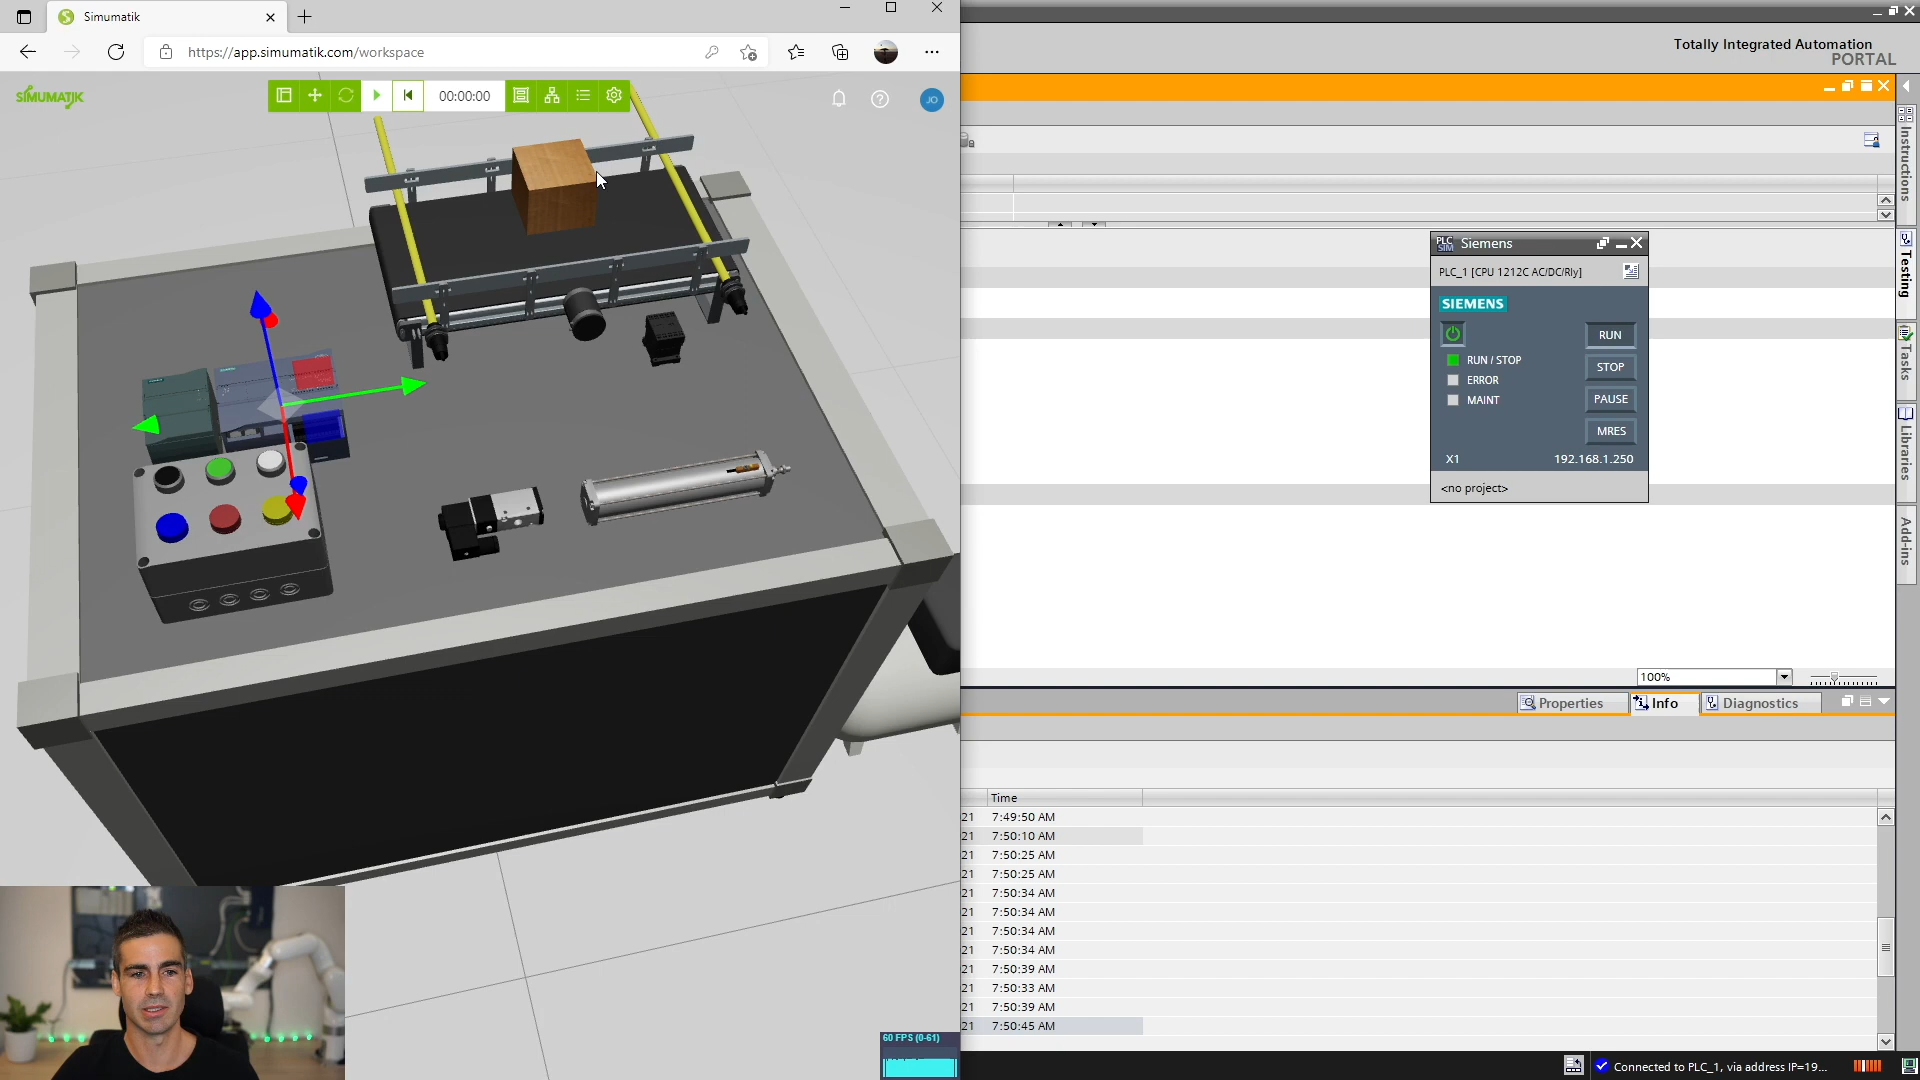 Simumatik
https://app.simumatik.com/workspace
SIMUMATIK
00:00:00
JO
60 FPS (0-61)
Totally Integrated Automation
PORTAL
Instructions
Testing
Tasks
Libraries
Add-ins
PLC SIM
Siemens
PLC_1 [CPU 1212C AC/DC/Rly]
SIEMENS
RUN
RUN / STOP
STOP
ERROR
PAUSE
MAINT
MRES
X1 192.168.1.250
<no project>
100%
Properties
Info
Diagnostics
Time
21 7:49:50 AM
21 7:50:10 AM
21 7:50:25 AM
21 7:50:25 AM
21 7:50:34 AM
21 7:50:34 AM
21 7:50:34 AM
21 7:50:34 AM
21 7:50:39 AM
21 7:50:33 AM
21 7:50:39 AM
21 7:50:45 AM
Connected to PLC_1, via address IP=19...